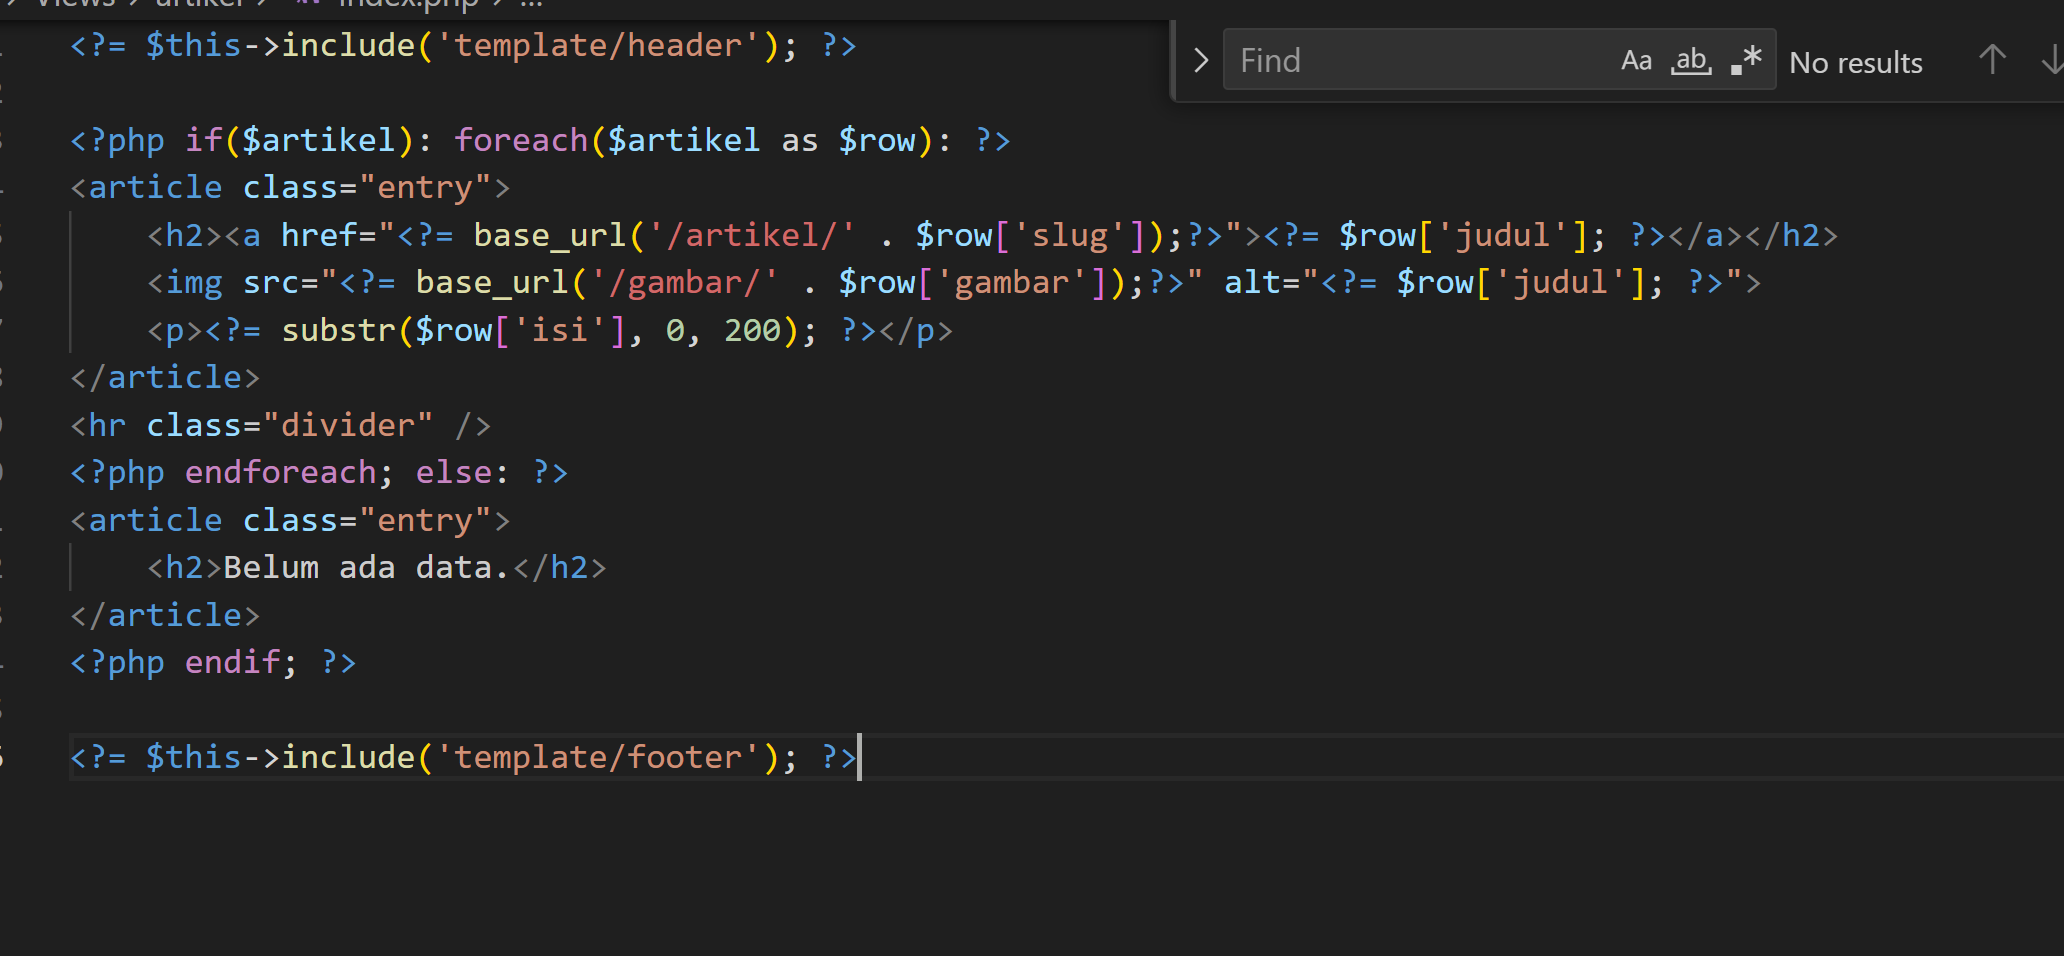 views > artikel > index.php > ...
<?= $this->include('template/header'); ?>
Find Aa ab .* No results
<?php if($artikel): foreach($artikel as $row): ?>
<article class="entry">
    <h2><a href="<?= base_url('/artikel/' . $row['slug']);?>"><?= $row['judul']; ?></a></h2>
    <img src="<?= base_url('/gambar/' . $row['gambar']);?>" alt="<?= $row['judul']; ?>">
    <p><?= substr($row['isi'], 0, 200); ?></p>
</article>
<hr class="divider" />
<?php endforeach; else: ?>
<article class="entry">
    <h2>Belum ada data.</h2>
</article>
<?php endif; ?>
<?= $this->include('template/footer'); ?>